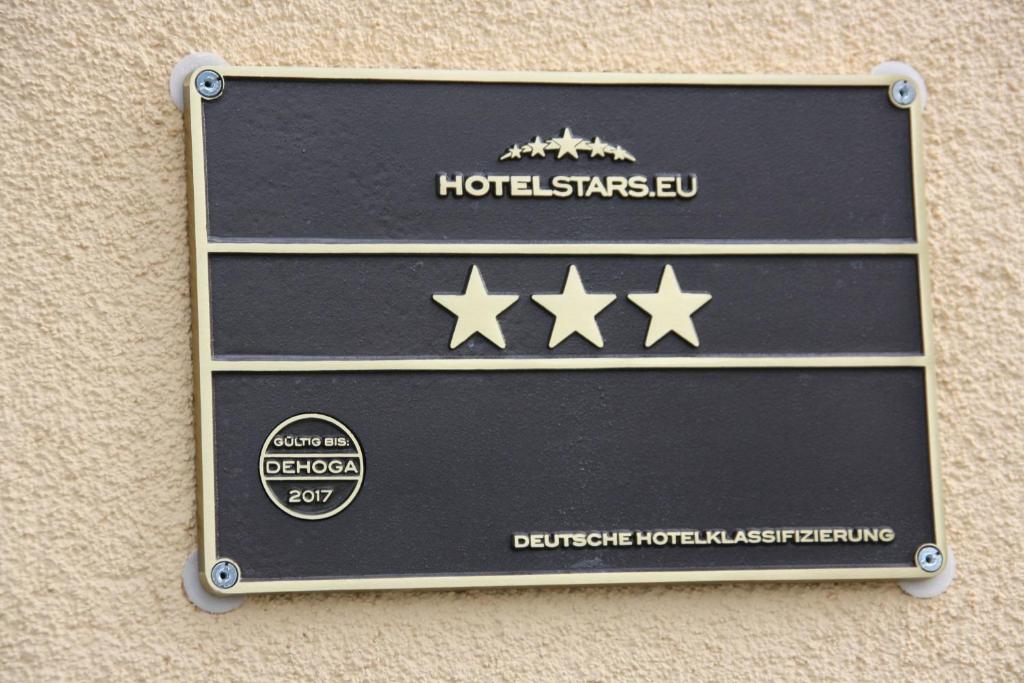 HOTELSTARS.EU
GÜLTIG BIS:
DEHOGA
2017
DEUTSCHE HOTELKLASSIFIZIERUNG